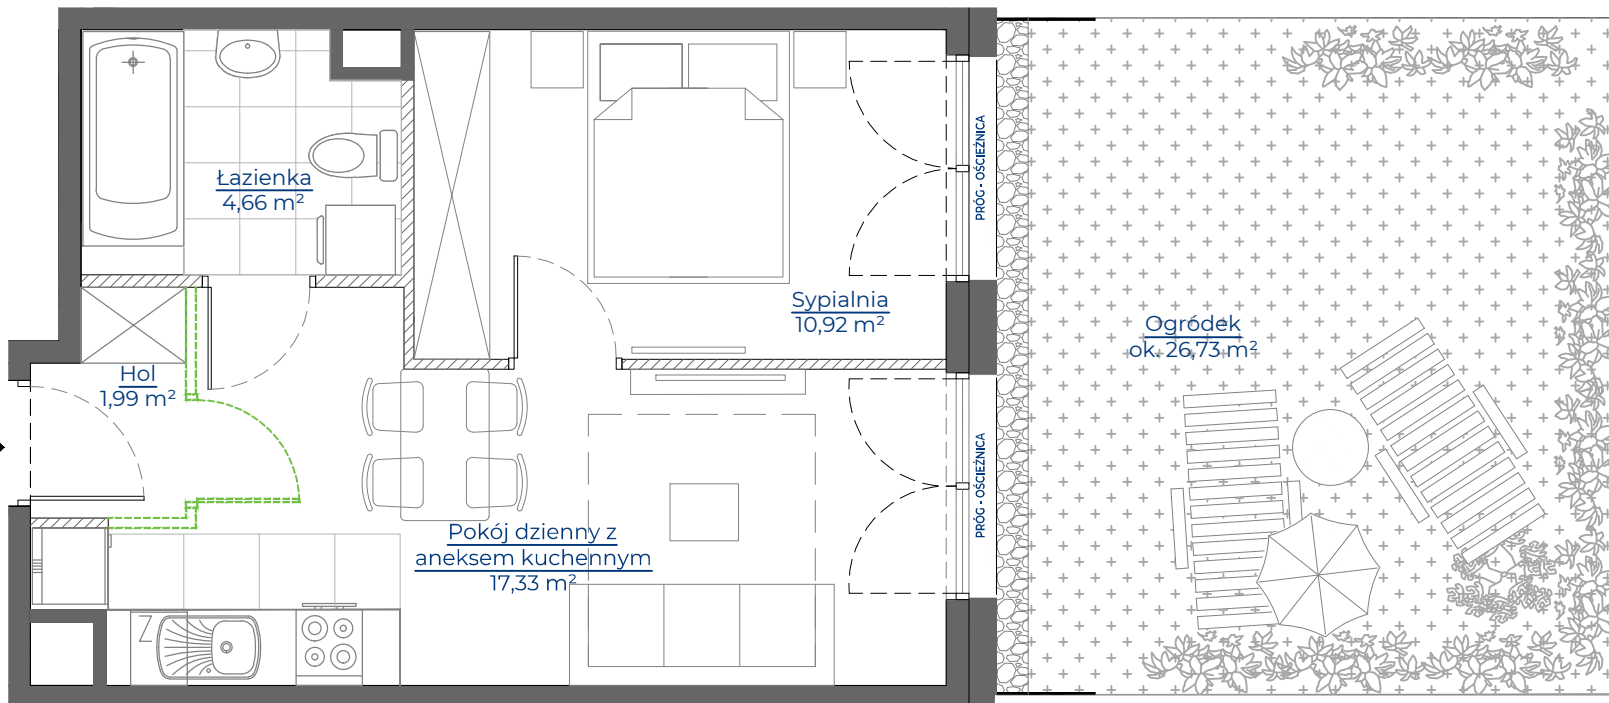 Łazienka
4,66 m²
Hol
1,99 m²
Sypialnia
10,92 m²
Pokój dzienny z
aneksem kuchennym
17,33 m²
Z
PRÓG - OŚCIEŻNICA
PRÓG - OŚCIEŻNICA
Ogródek
ok. 26,73 m²